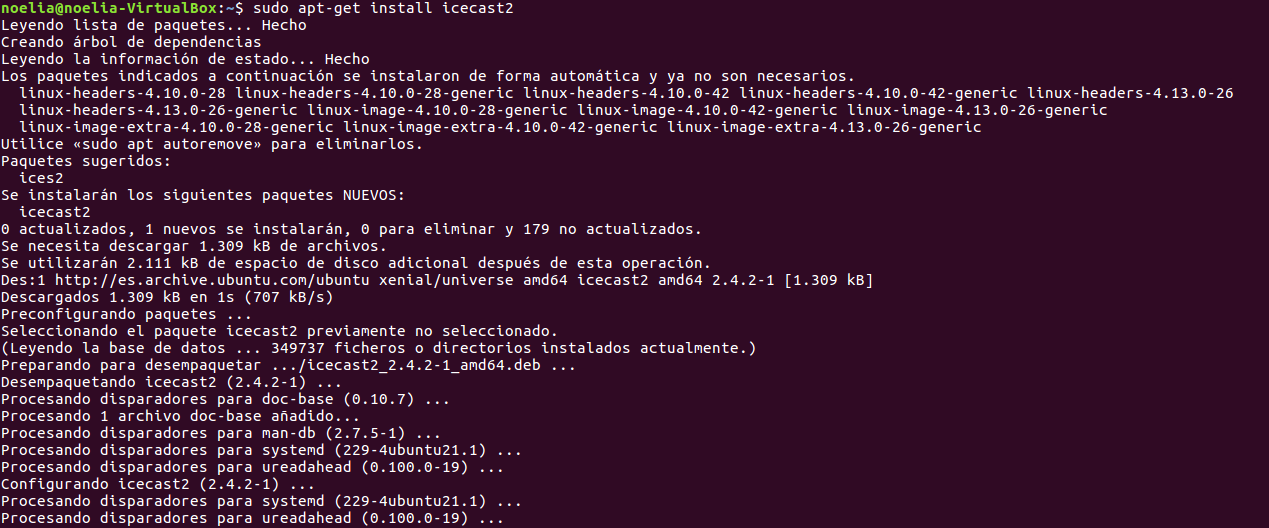 noelia@noelia-VirtualBox:~$ sudo apt-get install icecast2
Leyendo lista de paquetes... Hecho
Creando árbol de dependencias
Leyendo la información de estado... Hecho
Los paquetes indicados a continuación se instalaron de forma automática y ya no son necesarios.
  linux-headers-4.10.0-28 linux-headers-4.10.0-28-generic linux-headers-4.10.0-42 linux-headers-4.10.0-42-generic linux-headers-4.13.0-26
  linux-headers-4.13.0-26-generic linux-image-4.10.0-28-generic linux-image-4.10.0-42-generic linux-image-4.13.0-26-generic
  linux-image-extra-4.10.0-28-generic linux-image-extra-4.10.0-42-generic linux-image-extra-4.13.0-26-generic
Utilice «sudo apt autoremove» para eliminarlos.
Paquetes sugeridos:
  ices2
Se instalarán los siguientes paquetes NUEVOS:
  icecast2
0 actualizados, 1 nuevos se instalarán, 0 para eliminar y 179 no actualizados.
Se necesita descargar 1.309 kB de archivos.
Se utilizarán 2.111 kB de espacio de disco adicional después de esta operación.
Des:1 http://es.archive.ubuntu.com/ubuntu xenial/universe amd64 icecast2 amd64 2.4.2-1 [1.309 kB]
Descargados 1.309 kB en 1s (707 kB/s)
Preconfigurando paquetes ...
Seleccionando el paquete icecast2 previamente no seleccionado.
(Leyendo la base de datos ... 349737 ficheros o directorios instalados actualmente.)
Preparando para desempaquetar .../icecast2_2.4.2-1_amd64.deb ...
Desempaquetando icecast2 (2.4.2-1) ...
Procesando disparadores para doc-base (0.10.7) ...
Procesando 1 archivo doc-base añadido...
Procesando disparadores para man-db (2.7.5-1) ...
Procesando disparadores para systemd (229-4ubuntu21.1) ...
Procesando disparadores para ureadahead (0.100.0-19) ...
Configurando icecast2 (2.4.2-1) ...
Procesando disparadores para systemd (229-4ubuntu21.1) ...
Procesando disparadores para ureadahead (0.100.0-19) ...